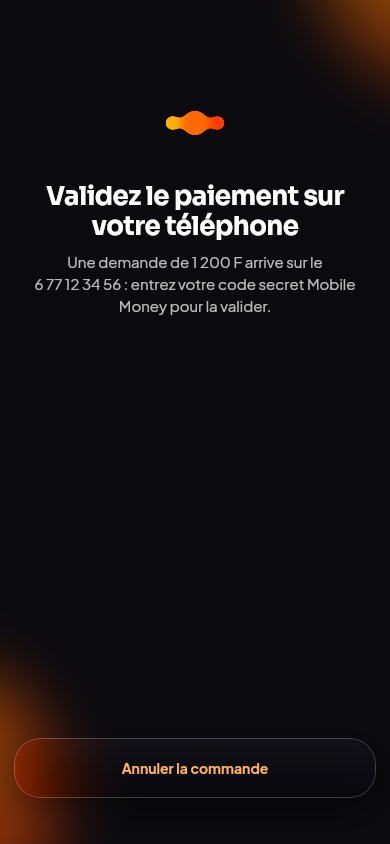 Validez le paiement sur
votre téléphone
Une demande de 1 200 F arrive sur le
6 77 12 34 56 : entrez votre code secret Mobile
Money pour la valider.
Annuler la commande